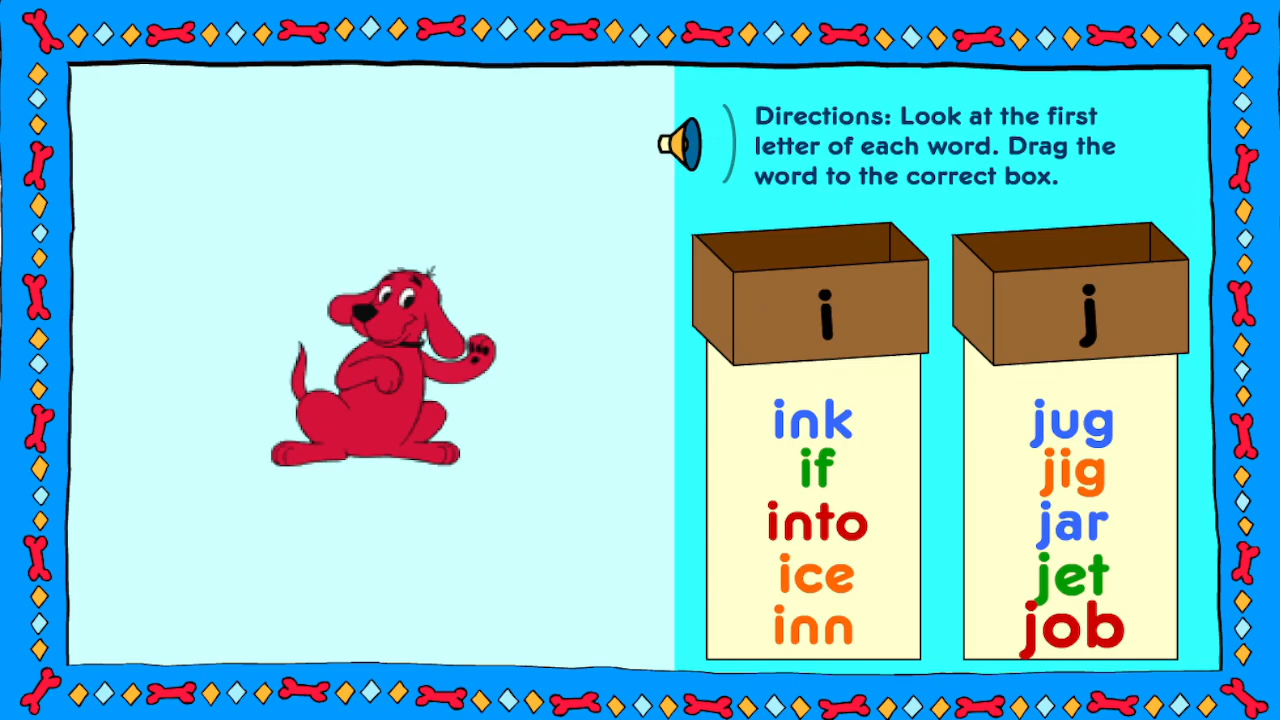 Directions: Look at the first
letter of each word. Drag the
word to the correct box.
i
ink
if
into
ice
inn
j
jug
jig
jar
jet
job